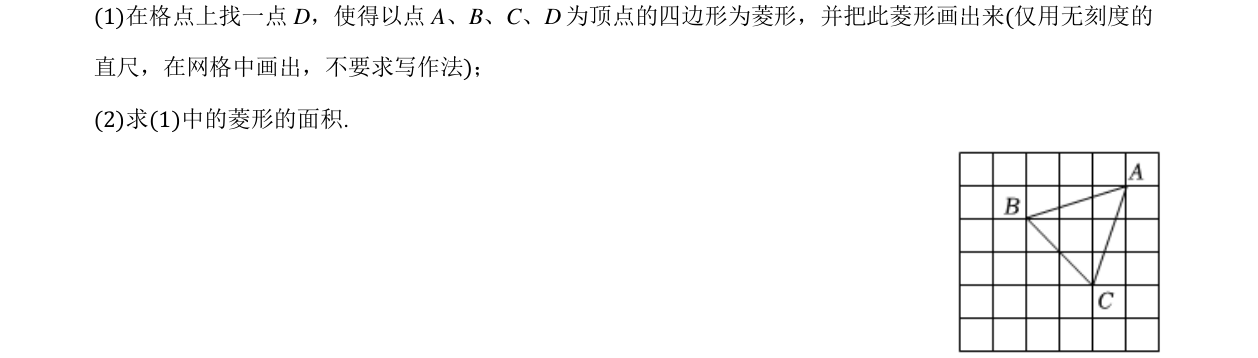 (1)在格点上找一点 D，使得以点 A、B、C、D 为顶点的四边形为菱形，并把此菱形画出来(仅用无刻度的
直尺，在网格中画出，不要求写作法)；
(2)求(1)中的菱形的面积.
A
B
C